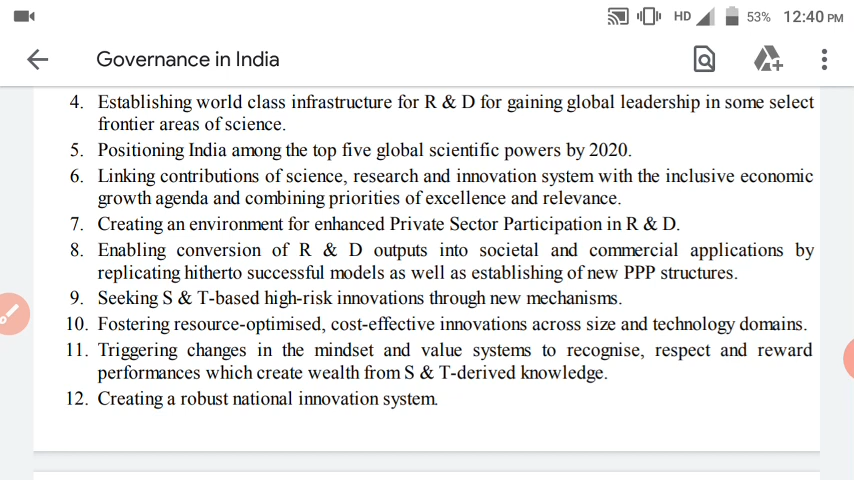 HD 53% 12:40 PM
Governance in India
4. Establishing world class infrastructure for R & D for gaining global leadership in some select
frontier areas of science.
5. Positioning India among the top five global scientific powers by 2020.
6. Linking contributions of science, research and innovation system with the inclusive economic
growth agenda and combining priorities of excellence and relevance.
7. Creating an environment for enhanced Private Sector Participation in R & D.
8. Enabling conversion of R & D outputs into societal and commercial applications by
replicating hitherto successful models as well as establishing of new PPP structures.
9. Seeking S & T-based high-risk innovations through new mechanisms.
10. Fostering resource-optimised, cost-effective innovations across size and technology domains.
11. Triggering changes in the mindset and value systems to recognise, respect and reward
performances which create wealth from S & T-derived knowledge.
12. Creating a robust national innovation system.